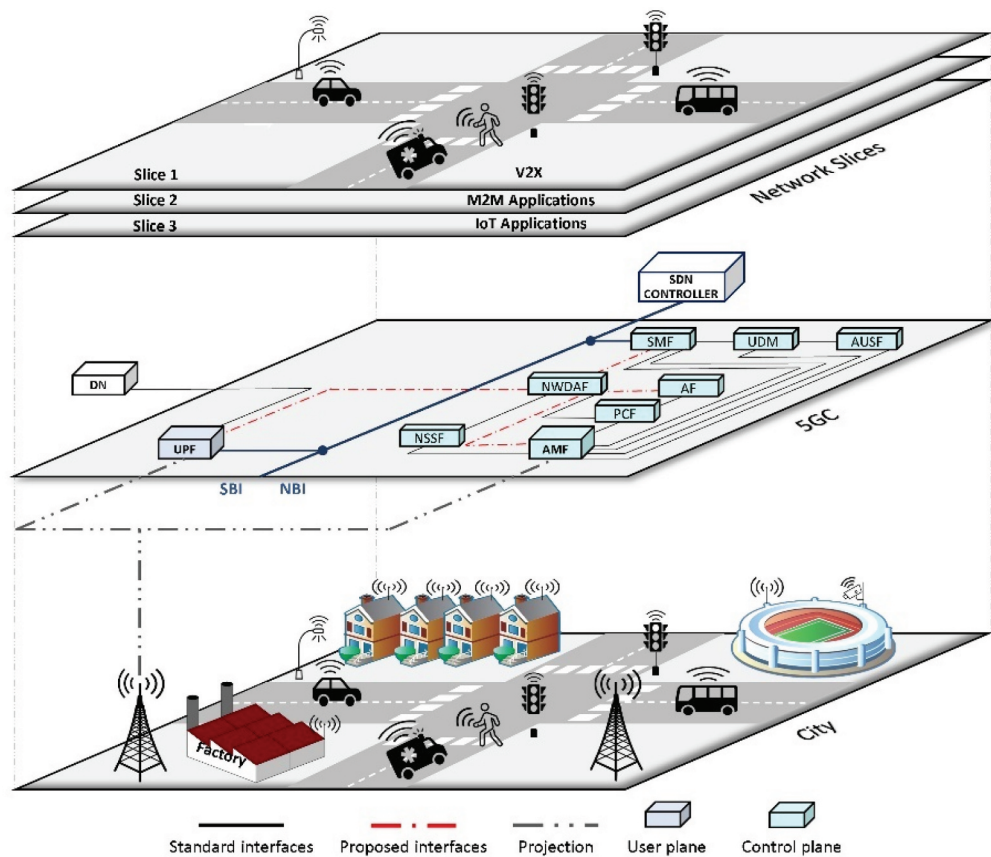 Slice 1
V2X
Slice 2
M2M Applications
Slice 3
IoT Applications
Network Slices
SDN
CONTROLLER
SMF
UDM
AUSF
DN
NWDAF
AF
PCF
NSSF
UPF
AMF
5GC
SBI
NBI
Factory
City
Standard interfaces
Proposed interfaces
Projection
User plane
Control plane